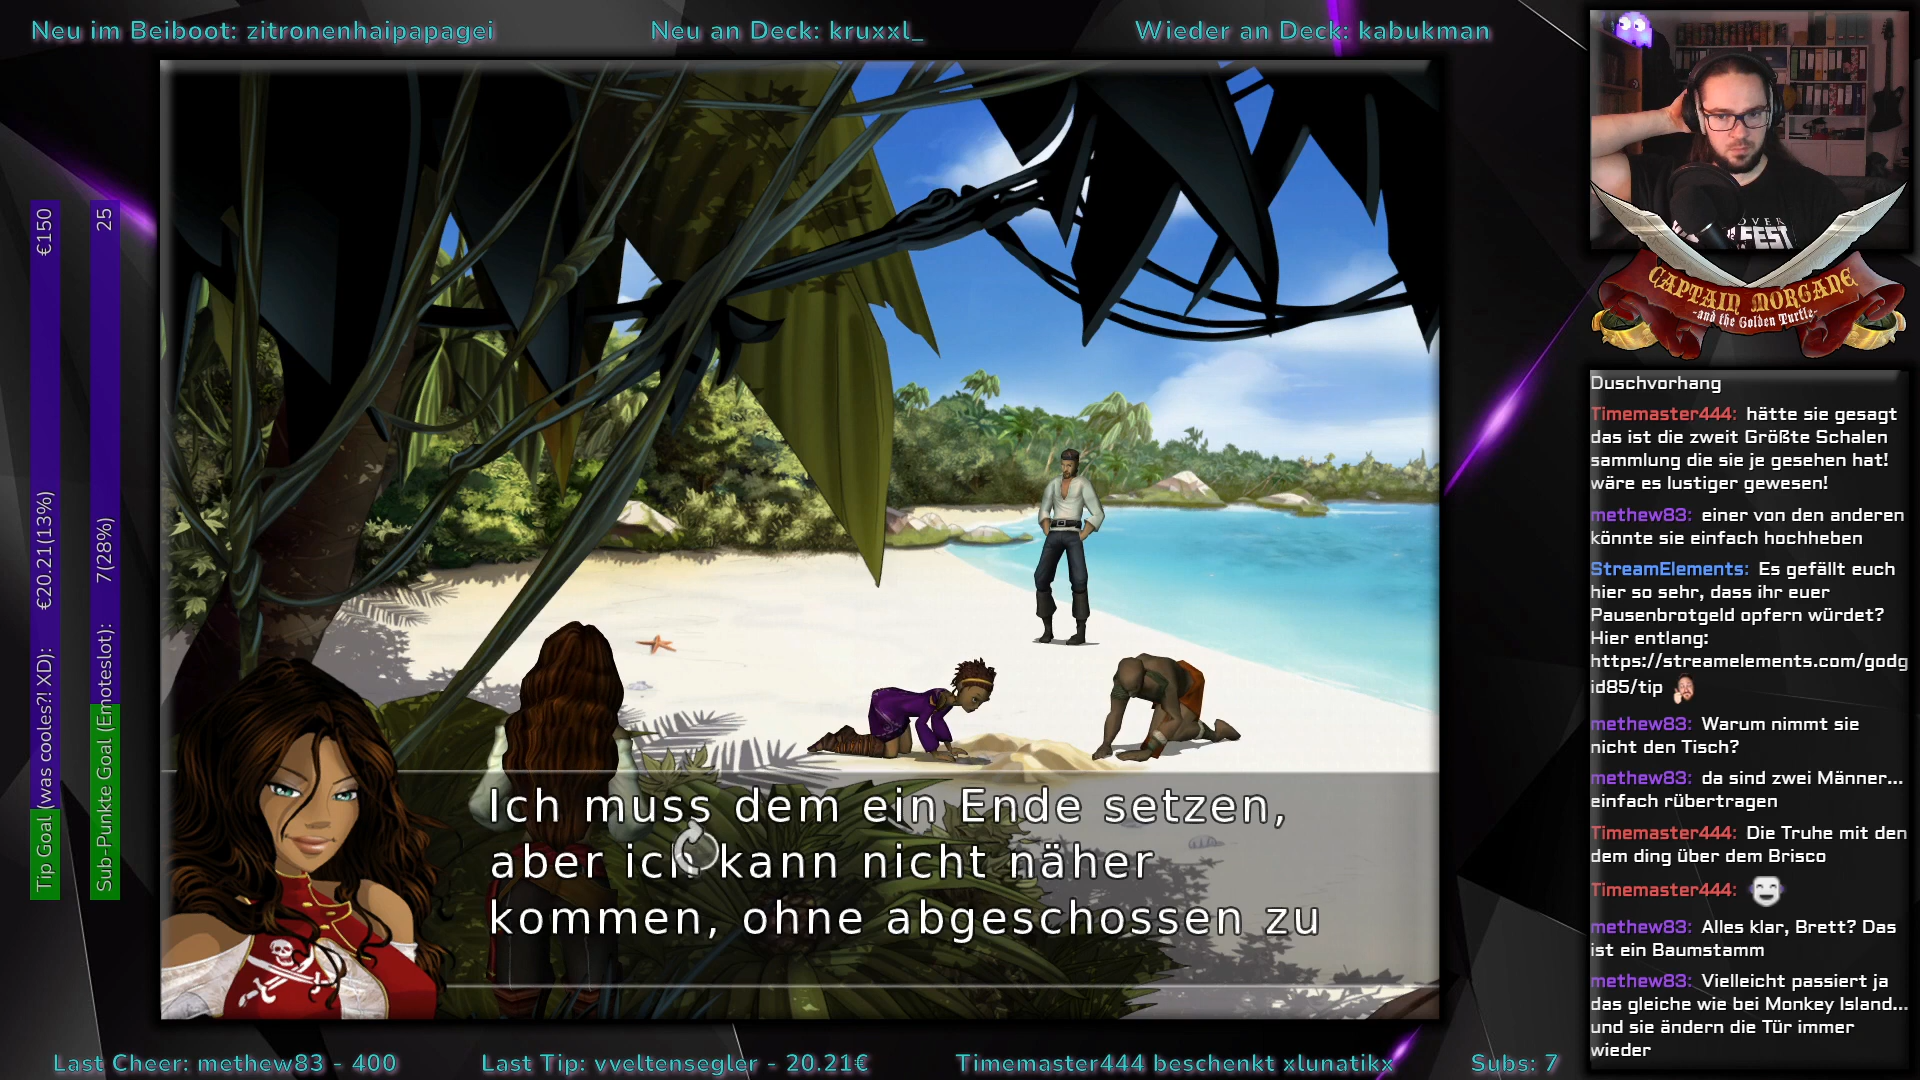 Neu im Beiboot: zitronenhaipapagei
Neu an Deck: kruxxl_
Wieder an Deck: kabukman
Tip Goal (was cooles?! XD): €20.21(13%) €150
Sub-Punkte Goal (Emoteslot): 7(28%) 25
OVER
FEST
CAPTAIN MORGANE
-and the Golden Turtle-
Duschvorhang
Timemaster444: hätte sie gesagt
das ist die zweit Größte Schalen
sammlung die sie je gesehen hat!
wäre es lustiger gewesen!
methew83: einer von den anderen
könnte sie einfach hochheben
StreamElements: Es gefällt euch
hier so sehr, dass ihr euer
Pausenbrotgeld opfern würdet?
Hier entlang:
https://streamelements.com/godg
id85/tip
methew83: Warum nimmt sie
nicht den Tisch?
methew83: da sind zwei Männer...
einfach rübertragen
Timemaster444: Die Truhe mit den
dem ding über dem Brisco
Timemaster444:
methew83: Alles klar, Brett? Das
ist ein Baumstamm
methew83: Vielleicht passiert ja
das gleiche wie bei Monkey Island...
und sie ändern die Tür immer
wieder
Ich muss dem ein Ende setzen,
aber ich kann nicht näher
kommen, ohne abgeschossen zu
Last Cheer: methew83 - 400
Last Tip: vveltensegler - 20.21€
Timemaster444 beschenkt xlunatikx
Subs: 7